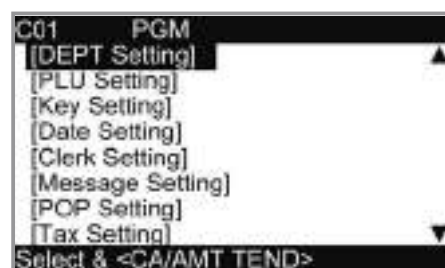 C01 PGM
[DEPT Setting]
[PLU Setting]
[Key Setting]
[Date Setting]
[Clerk Setting]
[Message Setting]
[POP Setting]
[Tax Setting]
Select & <CA/AMT TEND>